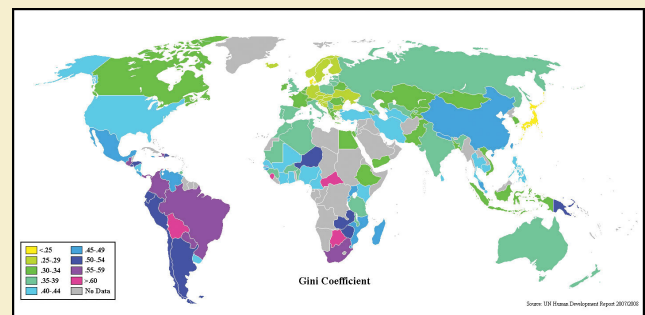 <.25 .45-.49
.25-.29 .50-.54
.30-.34 .55-.59
.35-.39 >.60
.40-.44 No Data
Gini Coefficient
Source: UN Human Development Report 2007/2008